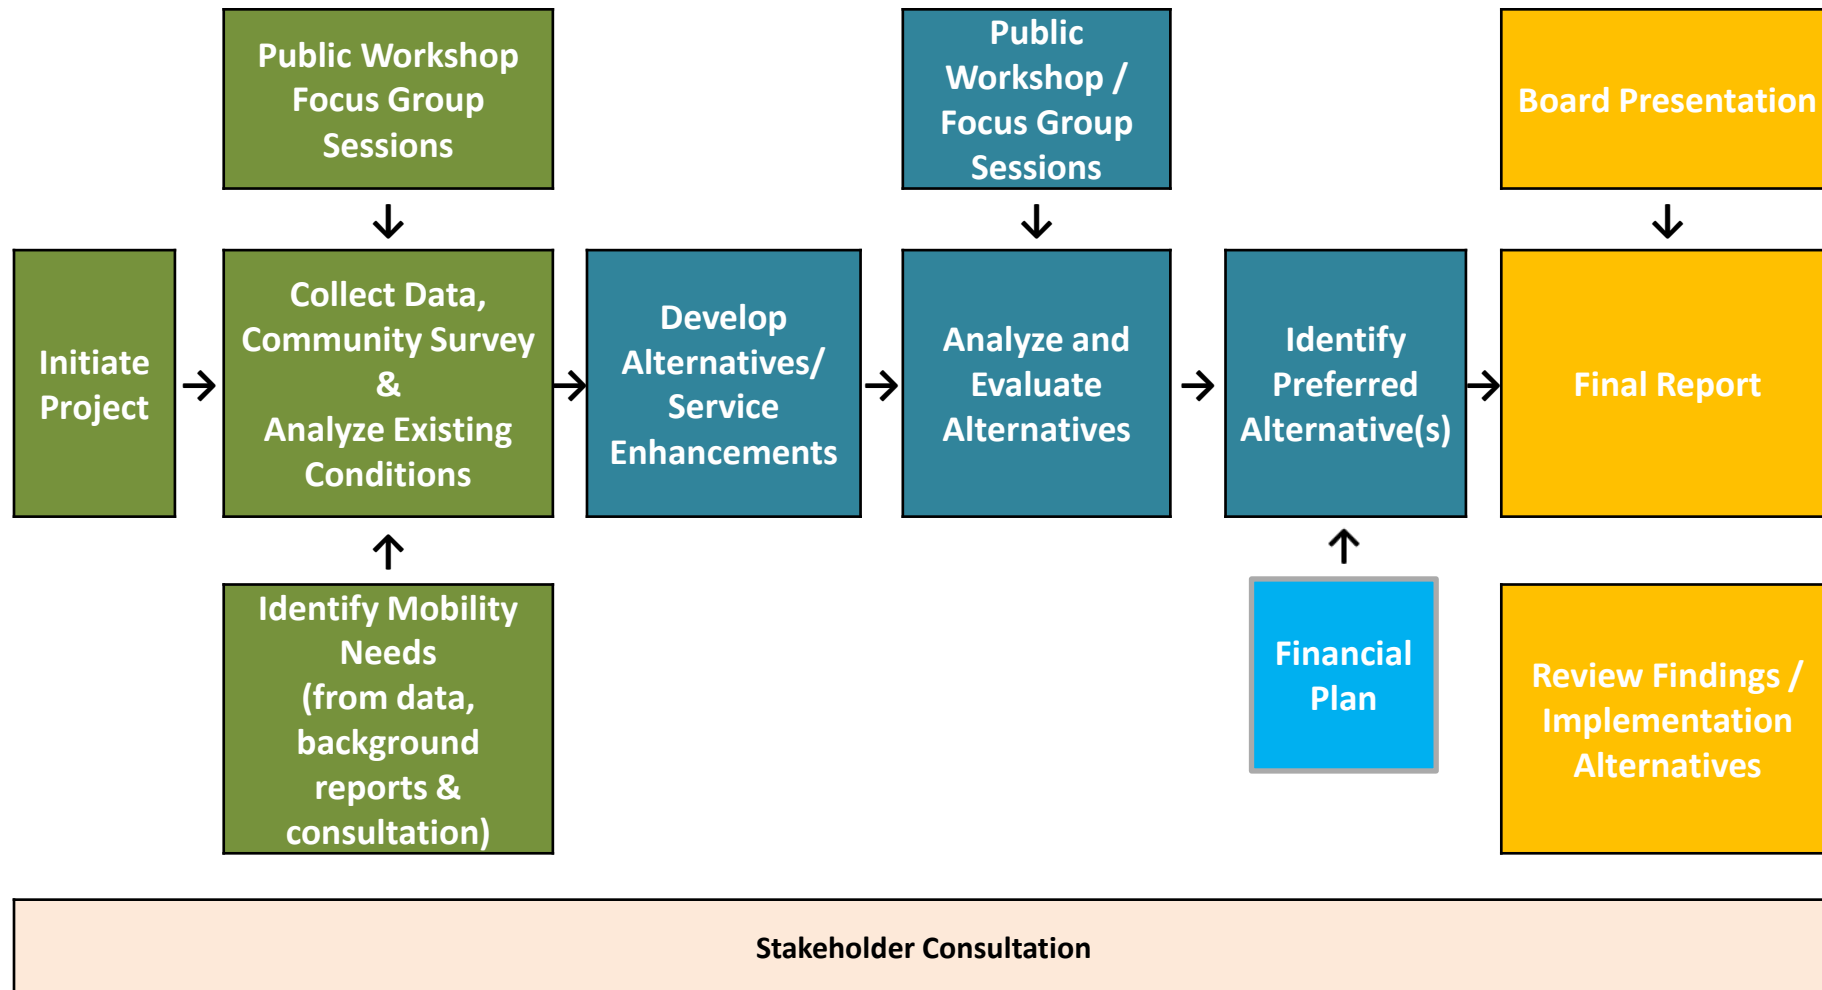 Public Workshop
Focus Group
Sessions
Public
Workshop /
Focus Group
Sessions
Board Presentation
Initiate
Project
Collect Data,
Community Survey
&
Analyze Existing
Conditions
Develop
Alternatives/
Service
Enhancements
Analyze and
Evaluate
Alternatives
Identify
Preferred
Alternative(s)
Final Report
Identify Mobility
Needs
(from data,
background
reports &
consultation)
Financial
Plan
Review Findings /
Implementation
Alternatives
Stakeholder Consultation